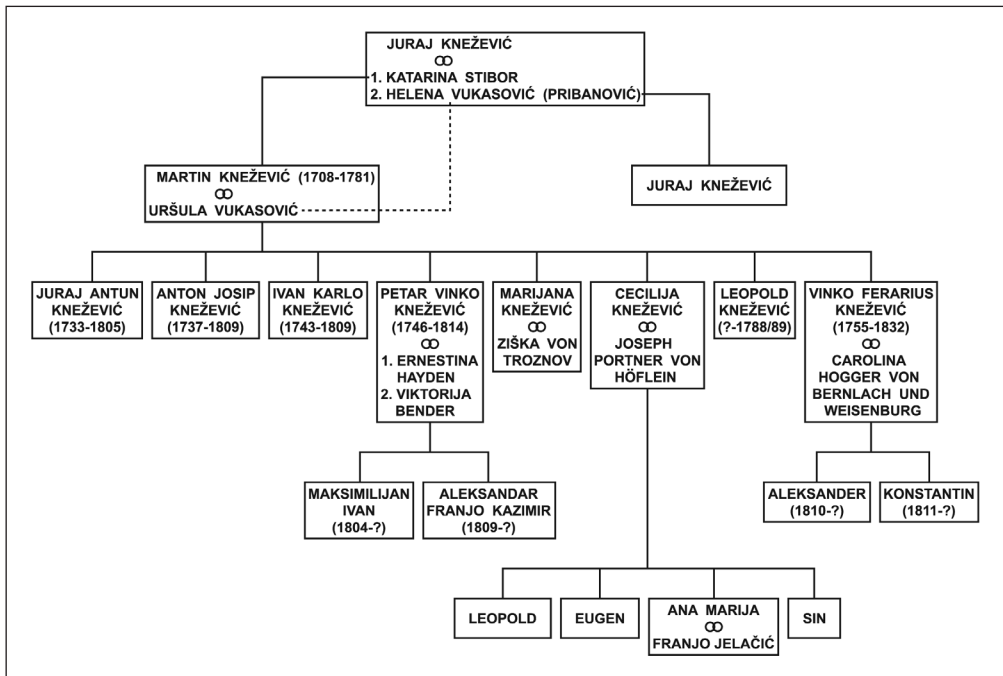 JURAJ KNEŽEVIĆ
1. KATARINA STIBOR
2. HELENA VUKASOVIĆ (PRIBANOVIĆ)
MARTIN KNEŽEVIĆ (1708-1781)
URŠULA VUKASOVIĆ
JURAJ KNEŽEVIĆ
JURAJ ANTUN
KNEŽEVIĆ
(1733-1805)
ANTON JOSIP
KNEŽEVIĆ
(1737-1809)
IVAN KARLO
KNEŽEVIĆ
(1743-1809)
PETAR VINKO
KNEŽEVIĆ
(1746-1814)
1. ERNESTINA
HAYDEN
2. VIKTORIJA
BENDER
MARIJANA
KNEŽEVIĆ
ZIŠKA VON
TROZNOV
CECILIJA
KNEŽEVIĆ
JOSEPH
PORTNER VON
HÖFLEIN
LEOPOLD
KNEŽEVIĆ
(?-1788/89)
VINKO FERARIUS
KNEŽEVIĆ
(1755-1832)
CAROLINA
HOGGER VON
BERNLACH UND
WEISENBURG
MAKSIMILIJAN
IVAN
(1804-?)
ALEKSANDAR
FRANJO KAZIMIR
(1809-?)
ALEKSANDER
(1810-?)
KONSTANTIN
(1811-?)
LEOPOLD
EUGEN
ANA MARIJA
FRANJO JELAČIĆ
SIN